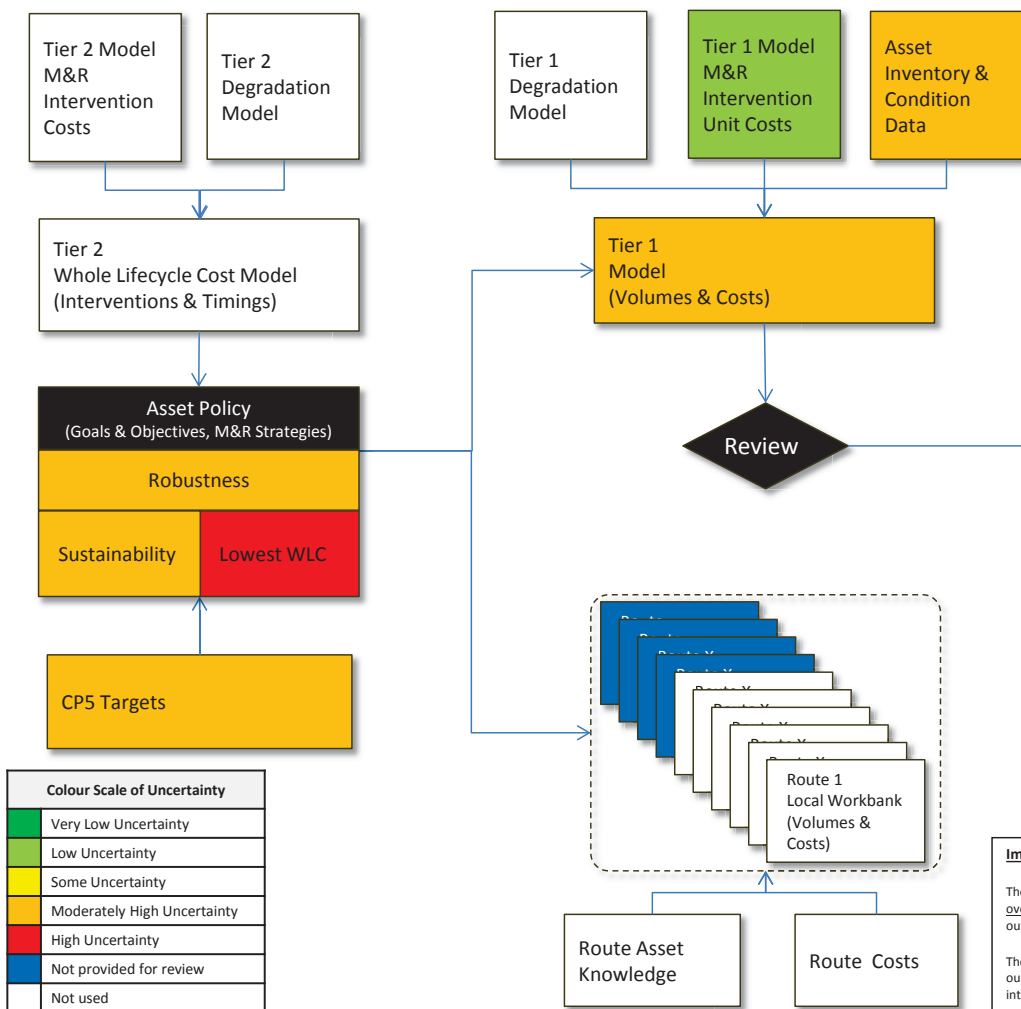 Tier 2 Model
M&R
Intervention
Costs
Tier 2
Degradation
Model
Tier 1
Degradation
Model
Tier 1 Model
M&R
Intervention
Unit Costs
Asset
Inventory &
Condition
Data
Tier 2
Whole Lifecycle Cost Model
(Interventions & Timings)
Tier 1
Model
(Volumes & Costs)
Asset Policy
(Goals & Objectives, M&R Strategies)
Robustness
Sustainability
Lowest WLC
Review
CP5 Targets
Route 1
Local Workbank
(Volumes &
Costs)
Route Asset
Knowledge
Route Costs
Colour Scale of Uncertainty
Very Low Uncertainty
Low Uncertainty
Some Uncertainty
Moderately High Uncertainty
High Uncertainty
Not provided for review
Not used